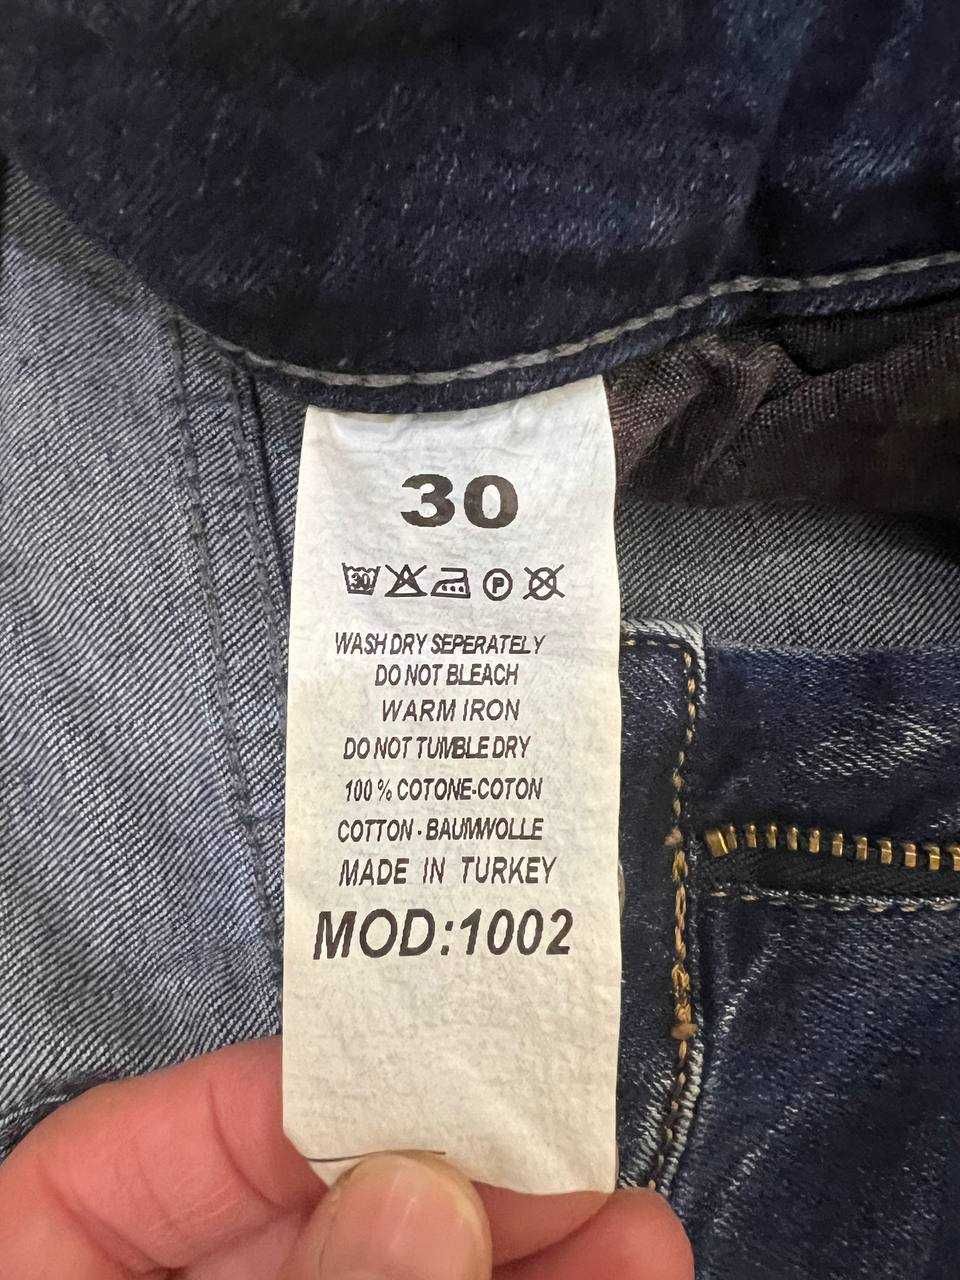 30
30 P
WASH DRY SEPERATELY
DO NOT BLEACH
WARM IRON
DO NOT TUMBLE DRY
100 % COTONE-COTON
COTTON - BAUMWOLLE
MADE IN TURKEY
MOD:1002